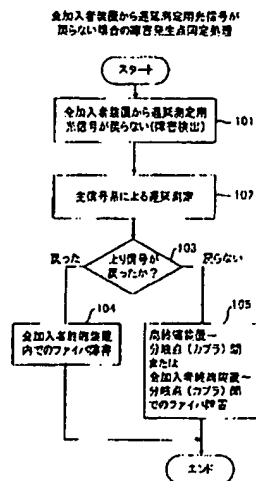 全加入者装置から遅延測定用光信号が
戻らない場合の障害発生点固定処理
スタート
全加入者装置から遅延測定用
光信号が戻らない(障害検出)
101
主信号系による遅延測定
102
103
上り信号が
戻ったか?
戻った
戻らない
104
全加入者終端装置
内でのファイバ障害
105
局終端装置〜
分岐点(カプラ)間
または
全加入者終端装置〜
分岐点(カプラ)間
でのファイバ障害
エンド